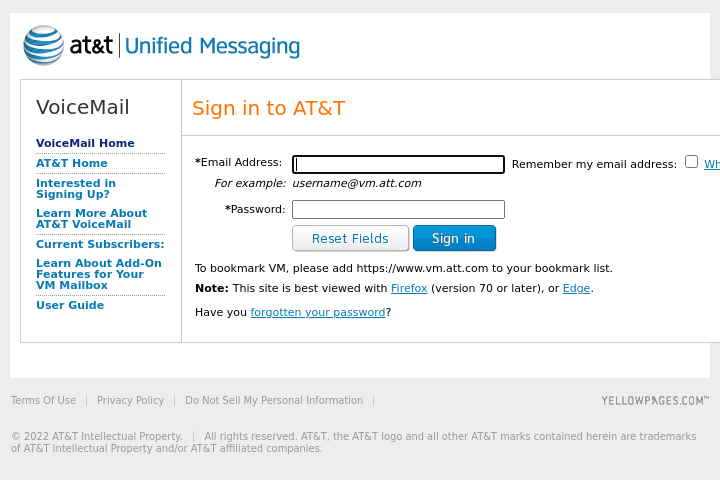 at&t Unified Messaging
VoiceMail
VoiceMail Home
AT&T Home
Interested in
Signing Up?
Learn More About
AT&T VoiceMail
Current Subscribers:
Learn About Add-On
Features for Your
VM Mailbox
User Guide
Sign in to AT&T
*Email Address:
Remember my email address:
For example: username@vm.att.com
*Password:
Reset Fields Sign in
To bookmark VM, please add https://www.vm.att.com to your bookmark list.
Note: This site is best viewed with Firefox (version 70 or later), or Edge.
Have you forgotten your password?
Terms Of Use Privacy Policy Do Not Sell My Personal Information
YELLOWPAGES.COM™
© 2022 AT&T Intellectual Property. All rights reserved. AT&T, the AT&T logo and all other AT&T marks contained herein are trademarks
of AT&T Intellectual Property and/or AT&T affiliated companies.